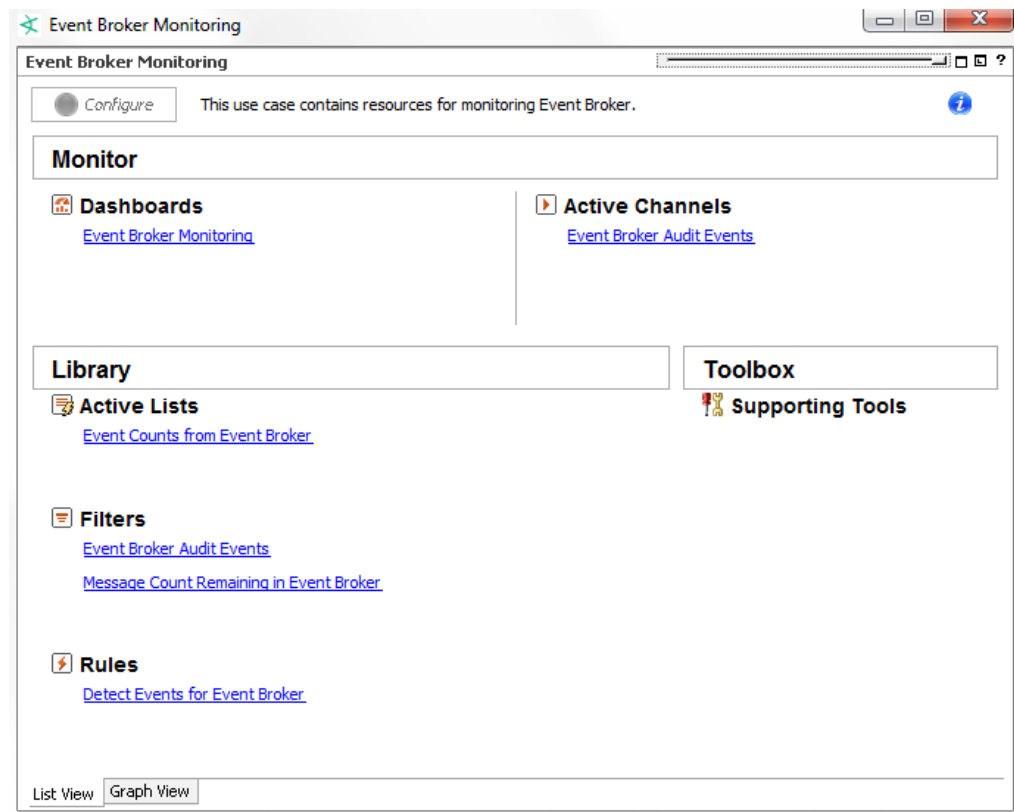 Event Broker Monitoring
Event Broker Monitoring
?
Configure
This use case contains resources for monitoring Event Broker.
i
Monitor
Dashboards
Event Broker Monitoring
Active Channels
Event Broker Audit Events
Library
Active Lists
Event Counts from Event Broker
Filters
Event Broker Audit Events
Message Count Remaining in Event Broker
Rules
Detect Events for Event Broker
Toolbox
Supporting Tools
List View
Graph View